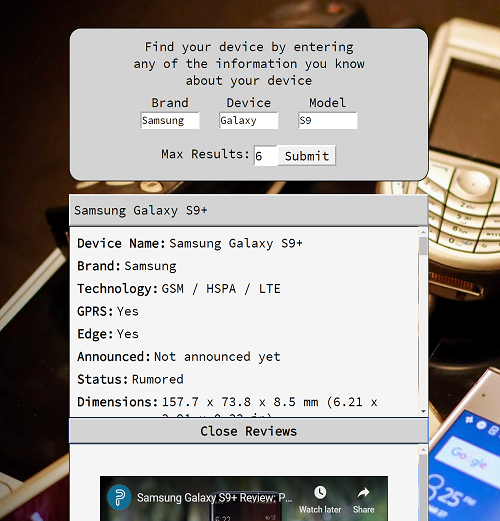 Find your device by entering
any of the information you know
about your device
Brand Device Model
Samsung Galaxy S9
Max Results: 6 Submit
Samsung Galaxy S9+
Device Name: Samsung Galaxy S9+
Brand: Samsung
Technology: GSM / HSPA / LTE
GPRS: Yes
Edge: Yes
Announced: Not announced yet
Status: Rumored
Dimensions: 157.7 x 73.8 x 8.5 mm (6.21 x
Close Reviews
Google
8:25
Samsung Galaxy S9+ Review: P...
Watch later Share